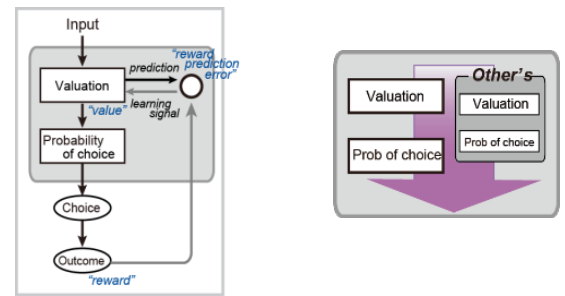 Input
"reward
prediction
error"
prediction
Valuation
learning
signal
"value"
Probability
of choice
Choice
Outcome
"reward"
Other's
Valuation
Valuation
Prob of choice
Prob of choice